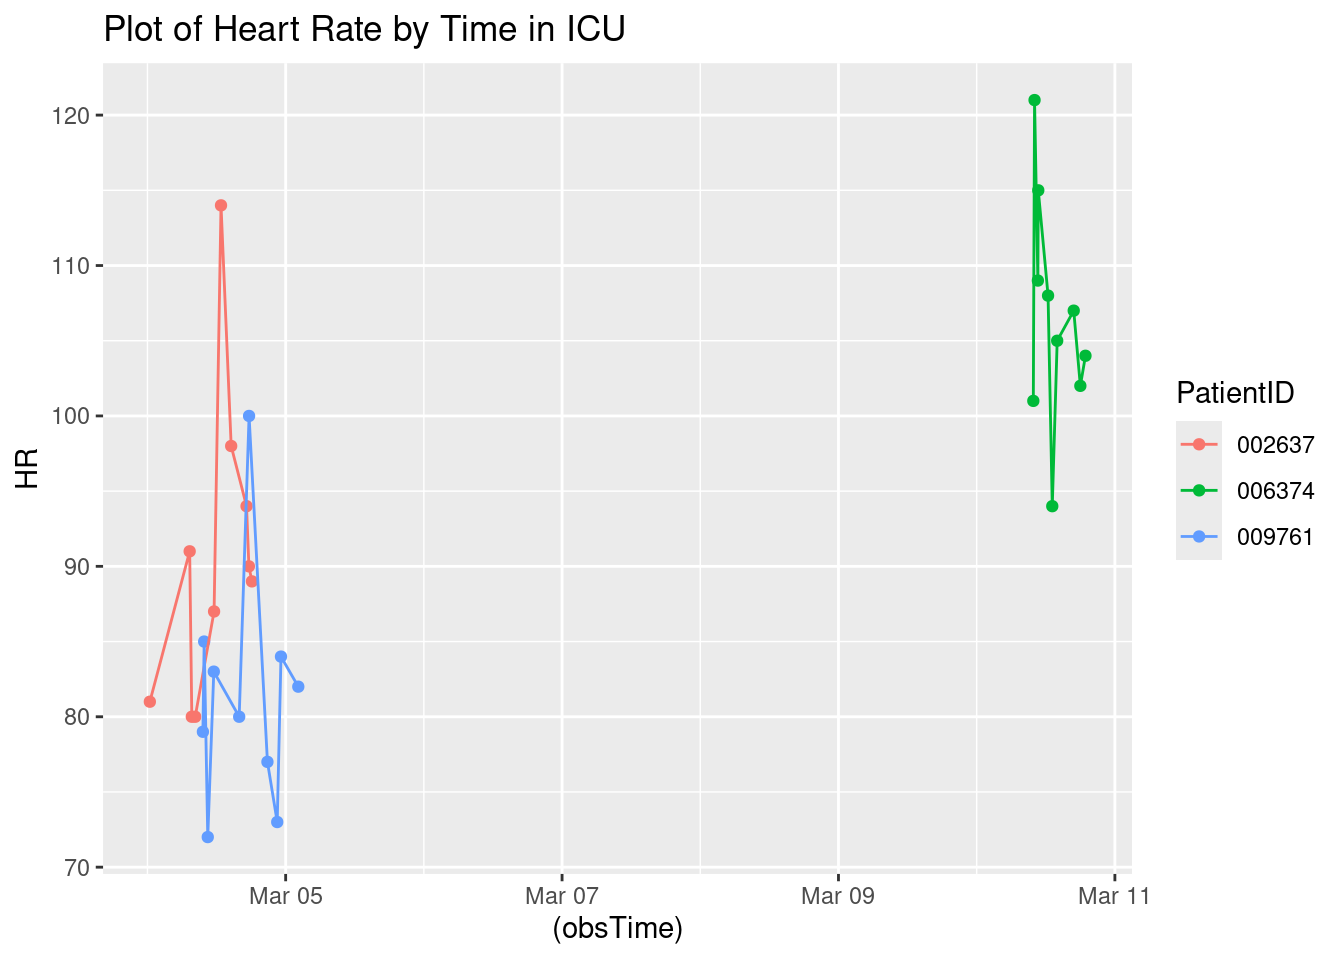 Plot of Heart Rate by Time in ICU
120
110
100
90
80
70
HR
Mar 05
Mar 07
Mar 09
Mar 11
(obsTime)
PatientID
002637
006374
009761